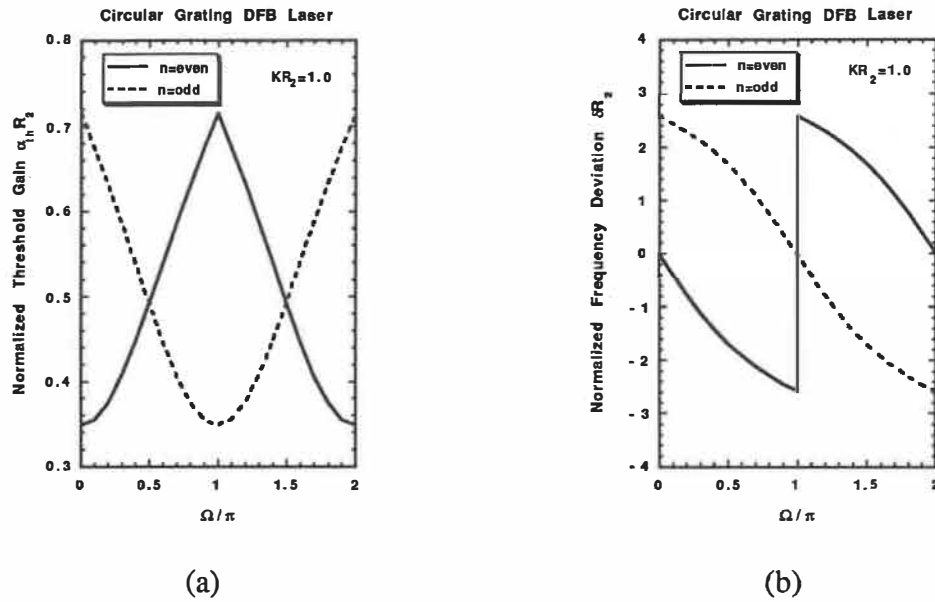 Circular Grating DFB Laser
0.8
0.7
0.6
0.5
0.4
0.3
0
0.5
1
1.5
2
n=even
n=odd
KR2=1.0
Normalized Threshold Gain αthR2
Ω/π
(a)
Circular Grating DFB Laser
4
3
2
1
0
-1
-2
-3
-4
0
0.5
1
1.5
2
n=even
n=odd
KR2=1.0
Normalized Frequency Deviation δR2
Ω/π
(b)